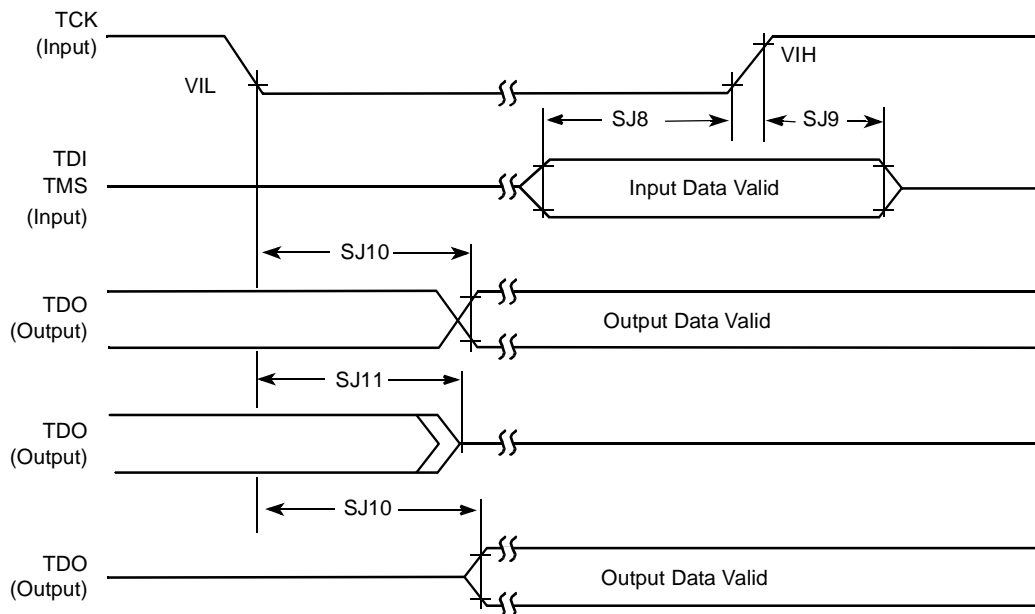 TCK
(Input)
VIL
VIH
SJ8
SJ9
TDI
TMS
(Input)
Input Data Valid
SJ10
TDO
(Output)
Output Data Valid
SJ11
TDO
(Output)
SJ10
TDO
(Output)
Output Data Valid